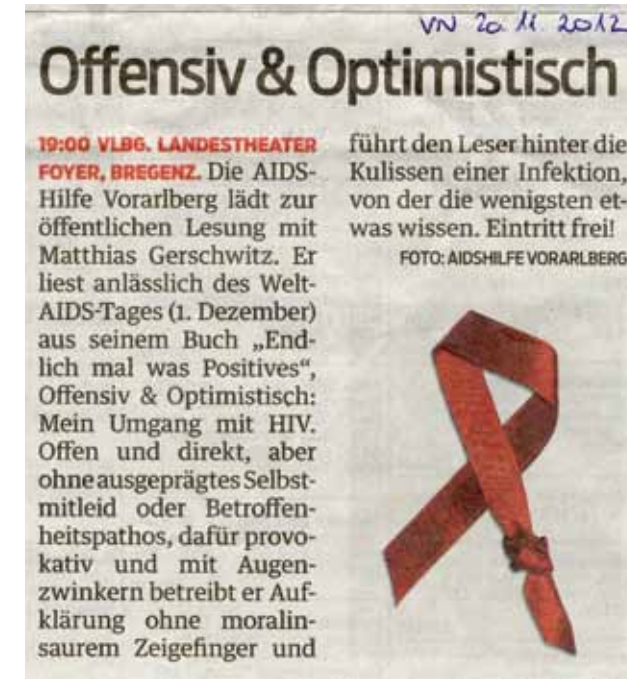 VN 20.11.2012
Offensiv & Optimistisch
19:00 VLBG. LANDESTHEATER
FOYER, BREGENZ. Die AIDS-
Hilfe Vorarlberg lädt zur
öffentlichen Lesung mit
Matthias Gerschwitz. Er
liest anlässlich des Welt-
AIDS-Tages (1. Dezember)
aus seinem Buch „End-
lich mal was Positives“,
Offensiv & Optimistisch:
Mein Umgang mit HIV.
Offen und direkt, aber
ohne ausgeprägtes Selbst-
mitleid oder Betroffen-
heitspathos, dafür provo-
kativ und mit Augen-
zwinkern betreibt er Auf-
klärung ohne moralin-
saurem Zeigefinger und
führt den Leser hinter die
Kulissen einer Infektion,
von der die wenigsten et-
was wissen. Eintritt frei!
FOTO: AIDSHILFE VORARLBERG